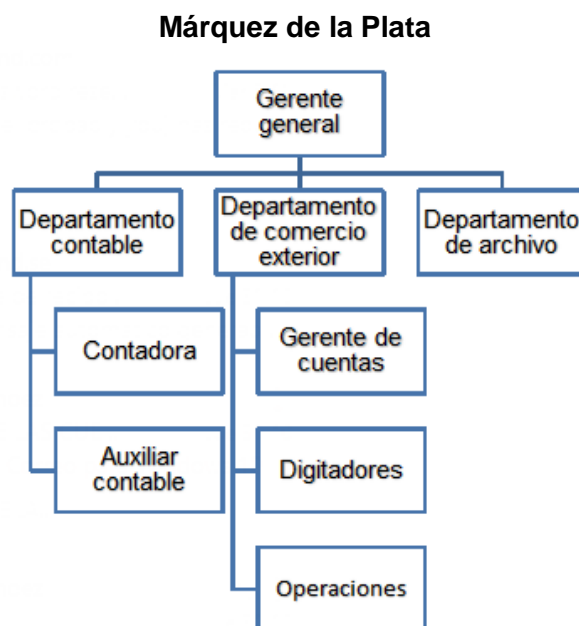 Márquez de la Plata
Gerente
general
Departamento
contable
Departamento
de comercio
exterior
Departamento
de archivo
Contadora
Auxiliar
contable
Gerente de
cuentas
Digitadores
Operaciones